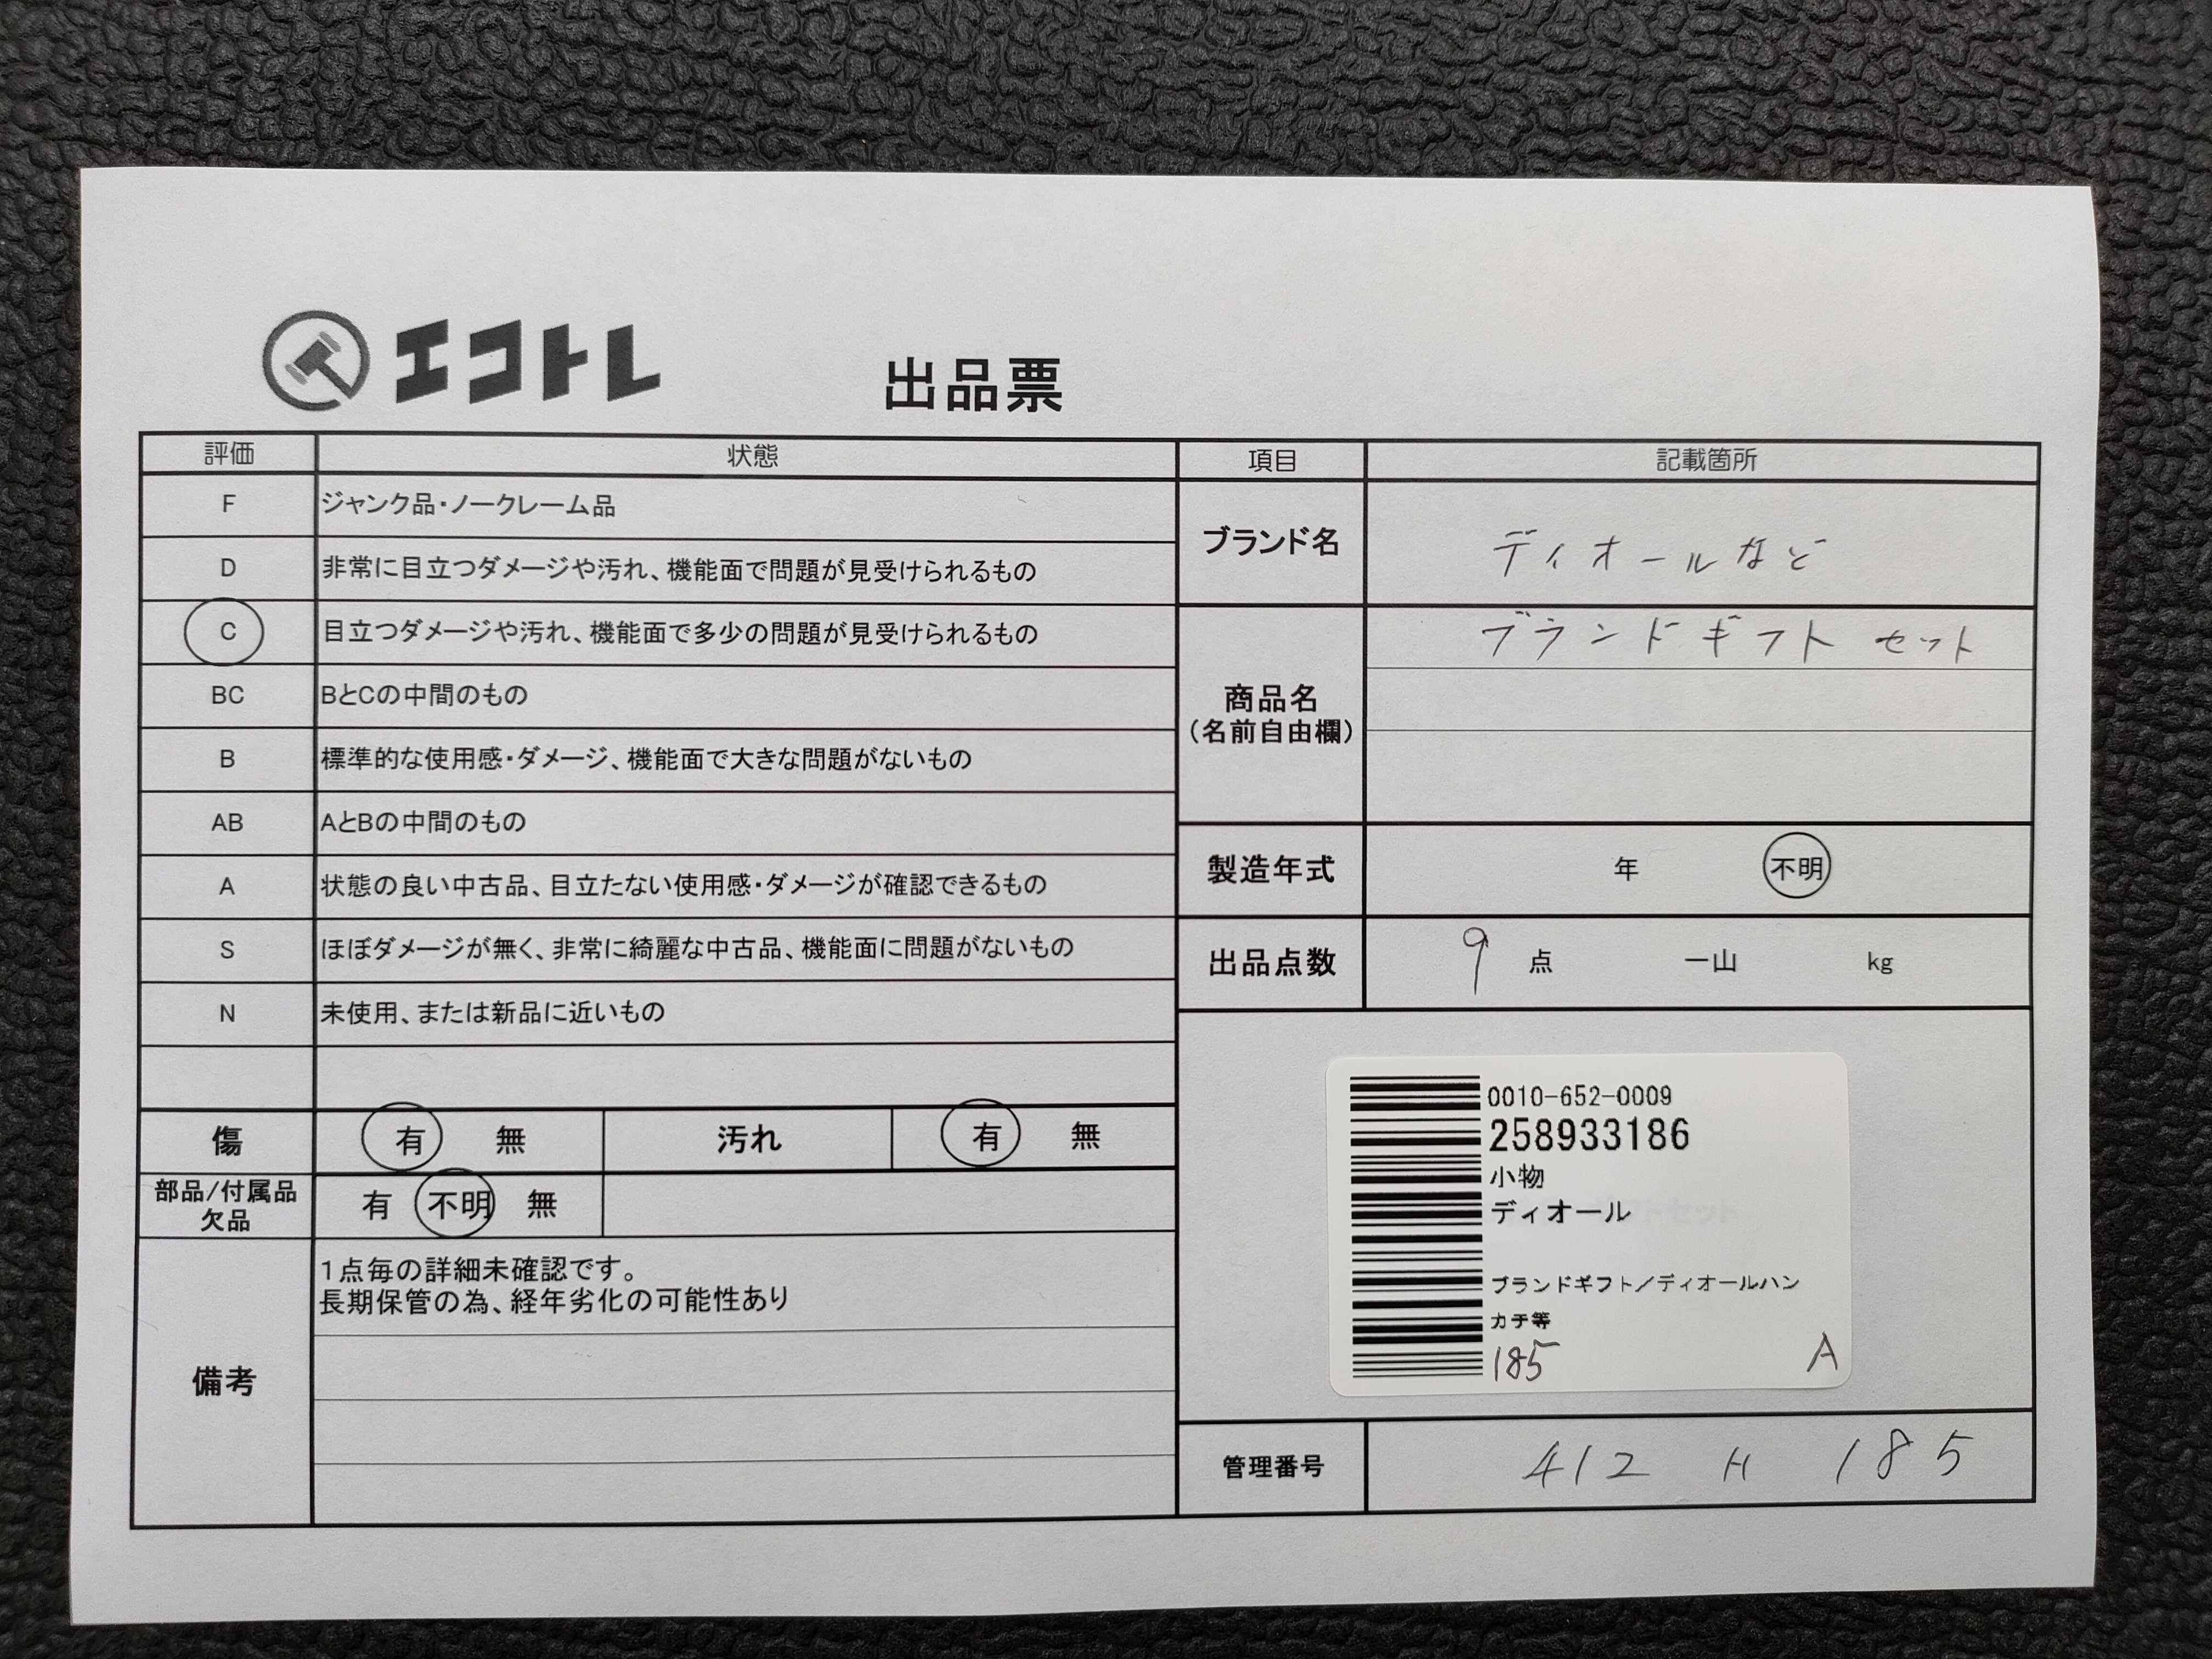 エコトレ
出品票
評価 状態
F ジャンク品・ノークレーム品
D 非常に目立つダメージや汚れ、機能面で問題が見受けられるもの
C 目立つダメージや汚れ、機能面で多少の問題が見受けられるもの
BC BとCの中間のもの
B 標準的な使用感・ダメージ、機能面で大きな問題がないもの
AB AとBの中間のもの
A 状態の良い中古品、目立たない使用感・ダメージが確認できるもの
S ほぼダメージが無く、非常に綺麗な中古品、機能面に問題がないもの
N 未使用、または新品に近いもの
傷 有 無 汚れ 有 無
部品/付属品
欠品
有 不明 無
備考
1点毎の詳細未確認です。
長期保管の為、経年劣化の可能性あり
項目 記載箇所
ブランド名 ディオールなど
商品名
(名前自由欄)
ブランドギフトセット
製造年式 年 不明
出品点数 9 点 一山 kg
0010-652-0009
258933186
小物
ディオール
ブランドギフト/ディオールハン
カチ等
185 A
管理番号 412 H 185